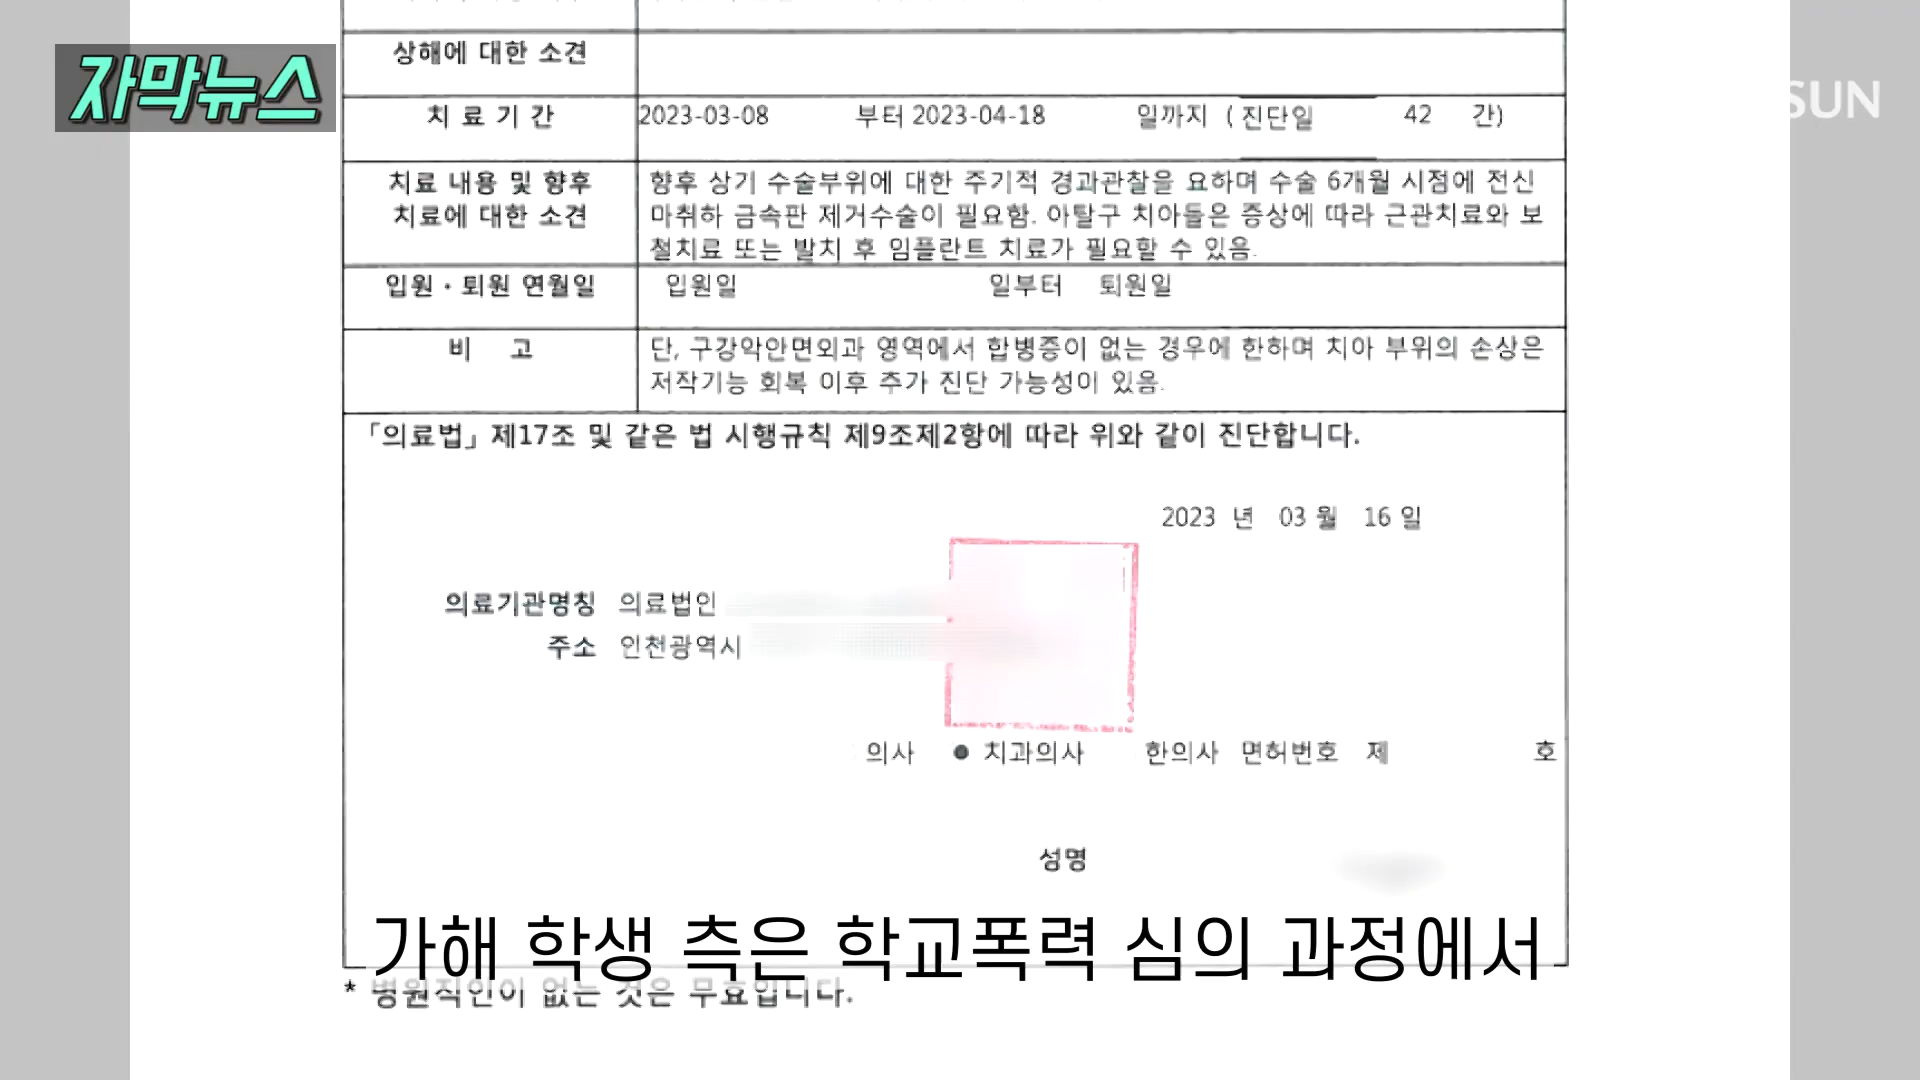 자막뉴스
SUN
상해에 대한 소견
치 료 기 간 2023-03-08 부터 2023-04-18 일까지 ( 진단일 42 간)
치료 내용 및 향후 치료에 대한 소견
향후 상기 수술부위에 대한 주기적 경과관찰을 요하며 수술 6개월 시점에 전신
마취하 금속판 제거수술이 필요함. 아탈구 치아들은 증상에 따라 근관치료와 보
철치료 또는 발치 후 임플란트 치료가 필요할 수 있음.
입원·퇴원 연월일 입원일 일부터 퇴원일
비 고
단, 구강악안면외과 영역에서 합병증이 없는 경우에 한하며 치아 부위의 손상은
저작기능 회복 이후 추가 진단 가능성이 있음.
「의료법」 제17조 및 같은 법 시행규칙 제9조제2항에 따라 위와 같이 진단합니다.
2023 년 03 월 16 일
의료기관명칭 의료법인
주소 인천광역시
의사 ● 치과의사 한의사 면허번호 제 호
성명
가해 학생 측은 학교폭력 심의 과정에서
* 병원직인이 없는 것은 무효입니다.